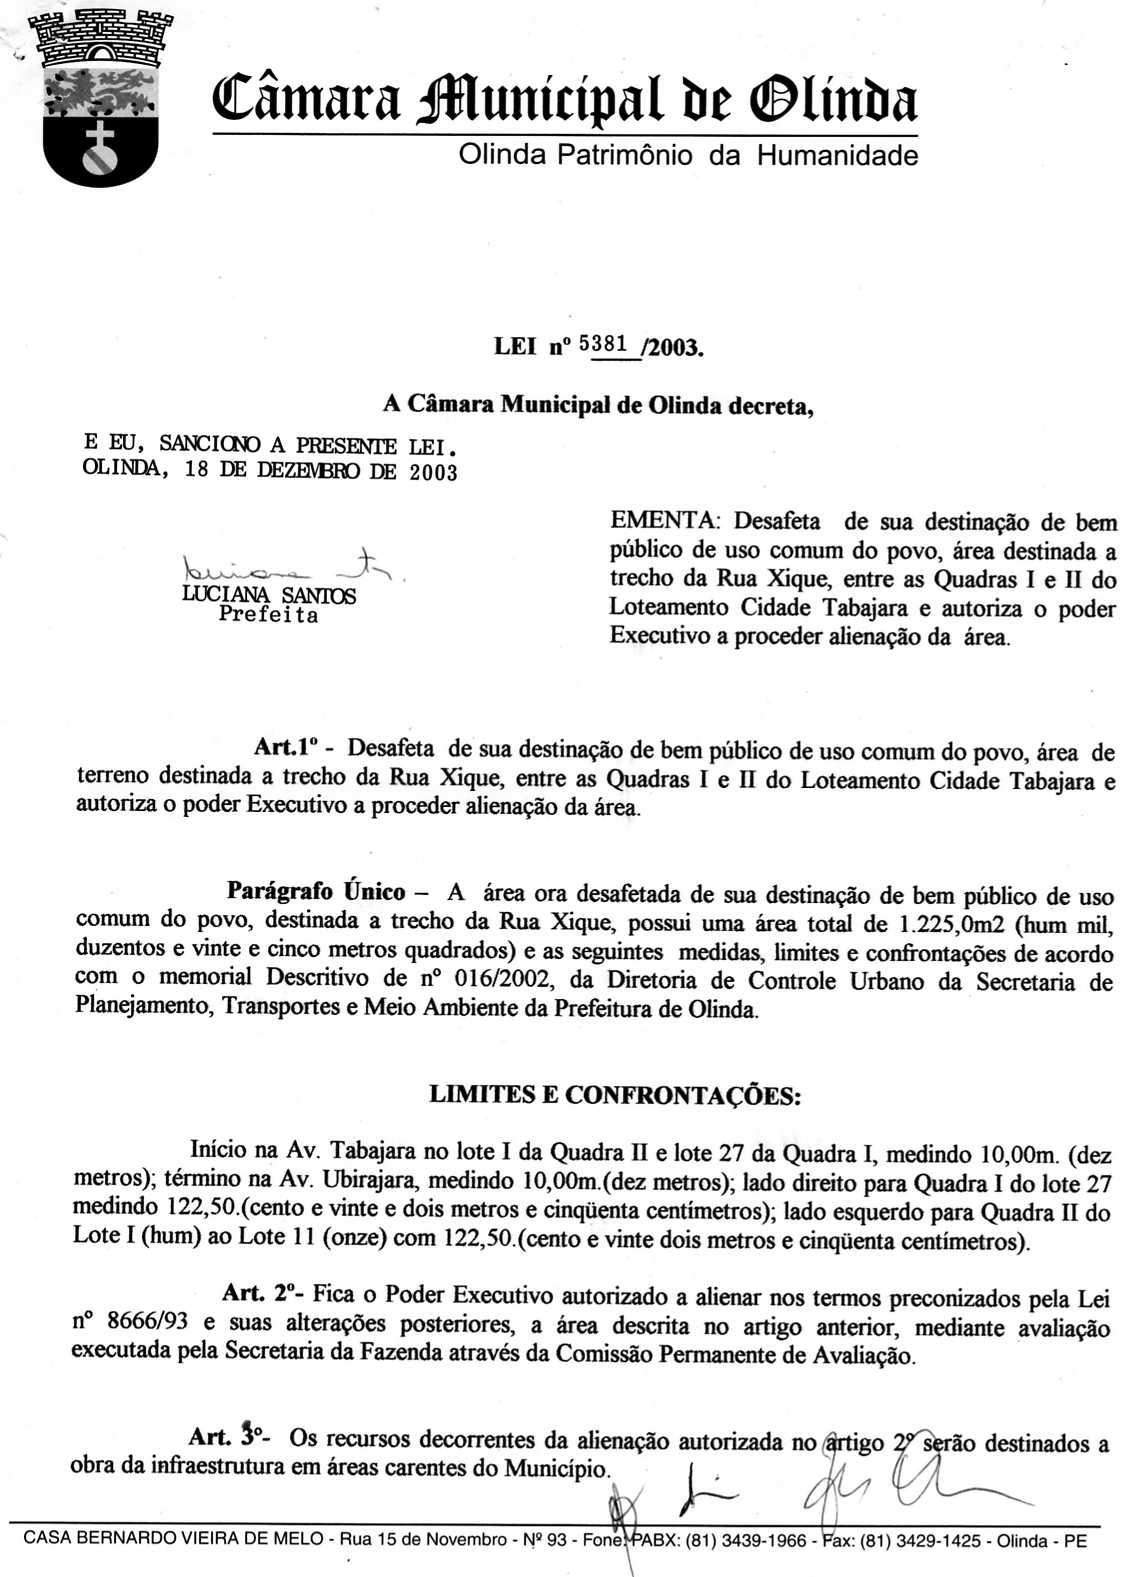 Câmara Municipal de Olinda
Olinda Patrimônio da Humanidade
LEI nº 5381 /2003.
A Câmara Municipal de Olinda decreta,
E EU, SANCIONO A PRESENTE LEI.
OLINDA, 18 DE DEZEMBRO DE 2003
LUCIANA SANTOS
Prefeita
EMENTA: Desafeta de sua destinação de bem
público de uso comum do povo, área destinada a
trecho da Rua Xique, entre as Quadras I e II do
Loteamento Cidade Tabajara e autoriza o poder
Executivo a proceder alienação da área.
Art.1º - Desafeta de sua destinação de bem público de uso comum do povo, área de
terreno destinada a trecho da Rua Xique, entre as Quadras I e II do Loteamento Cidade Tabajara e
autoriza o poder Executivo a proceder alienação da área.
Parágrafo Único – A área ora desafetada de sua destinação de bem público de uso
comum do povo, destinada a trecho da Rua Xique, possui uma área total de 1.225,0m2 (hum mil,
duzentos e vinte e cinco metros quadrados) e as seguintes medidas, limites e confrontações de acordo
com o memorial Descritivo de nº 016/2002, da Diretoria de Controle Urbano da Secretaria de
Planejamento, Transportes e Meio Ambiente da Prefeitura de Olinda.
LIMITES E CONFRONTAÇÕES:
Início na Av. Tabajara no lote I da Quadra II e lote 27 da Quadra I, medindo 10,00m. (dez
metros); término na Av. Ubirajara, medindo 10,00m.(dez metros); lado direito para Quadra I do lote 27
medindo 122,50.(cento e vinte e dois metros e cinqüenta centímetros); lado esquerdo para Quadra II do
Lote I (hum) ao Lote 11 (onze) com 122,50.(cento e vinte dois metros e cinqüenta centímetros).
Art. 2º- Fica o Poder Executivo autorizado a alienar nos termos preconizados pela Lei
nº 8666/93 e suas alterações posteriores, a área descrita no artigo anterior, mediante avaliação
executada pela Secretaria da Fazenda através da Comissão Permanente de Avaliação.
Art. 3º- Os recursos decorrentes da alienação autorizada no artigo 2º serão destinados a
obra da infraestrutura em áreas carentes do Município.
CASA BERNARDO VIEIRA DE MELO - Rua 15 de Novembro - Nº 93 - Fone: PABX: (81) 3439-1966 - Fax: (81) 3429-1425 - Olinda - PE